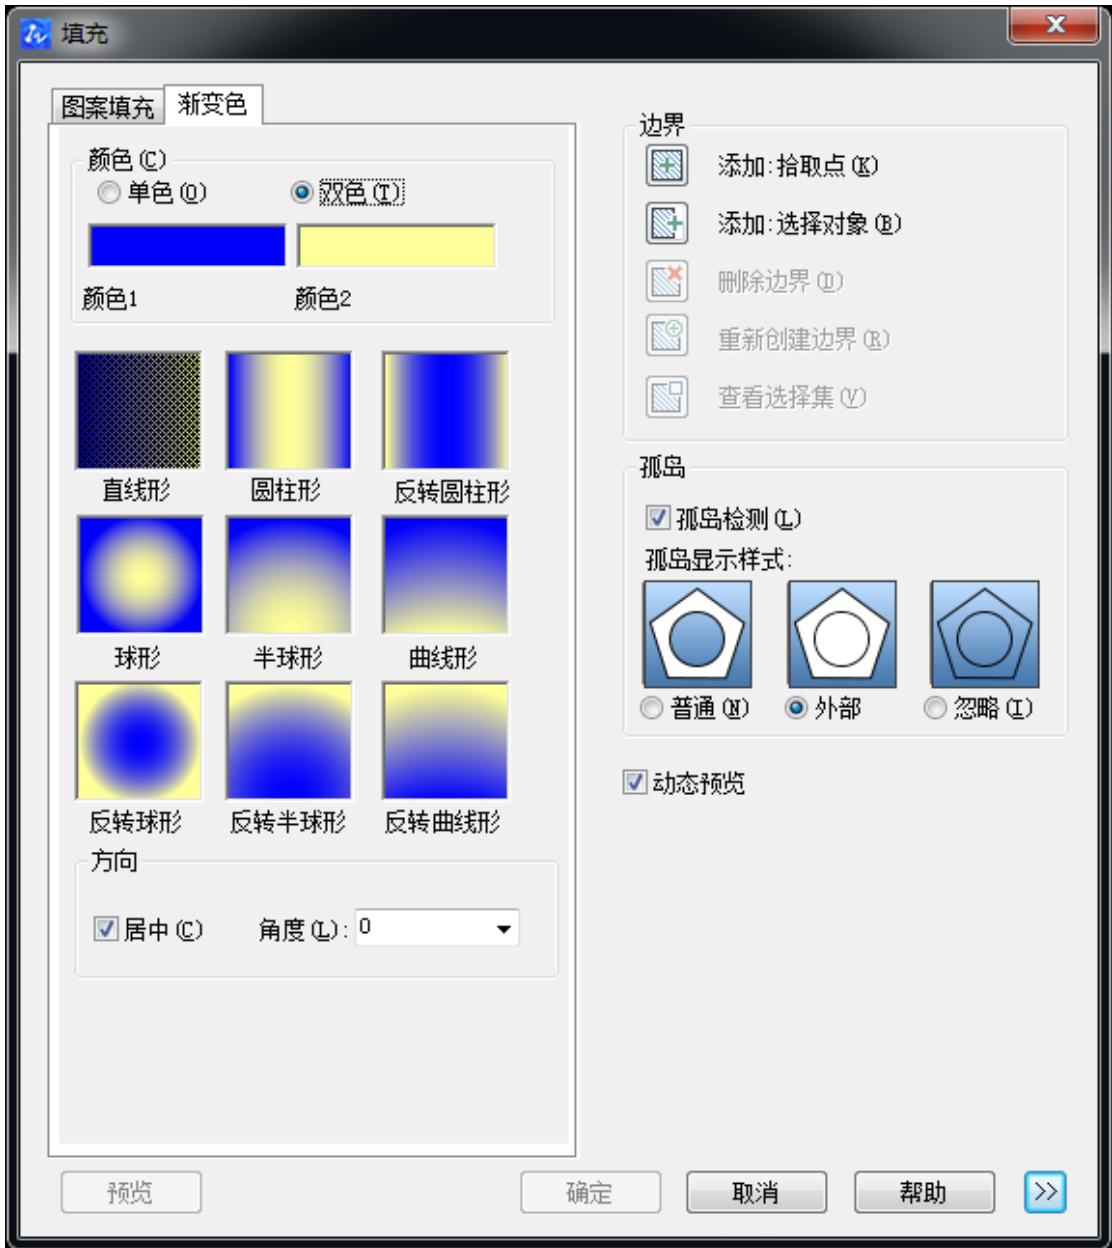 填充
图案填充
渐变色
颜色(C)
单色(O)
双色(T)
颜色1
颜色2
直线形
圆柱形
反转圆柱形
球形
半球形
曲线形
反转球形
反转半球形
反转曲线形
方向
居中(C)
角度(L):
0
边界
添加:拾取点(K)
添加:选择对象(B)
删除边界(D)
重新创建边界(R)
查看选择集(V)
孤岛
孤岛检测(L)
孤岛显示样式:
普通(N)
外部
忽略(I)
动态预览
预览
确定
取消
帮助
>>